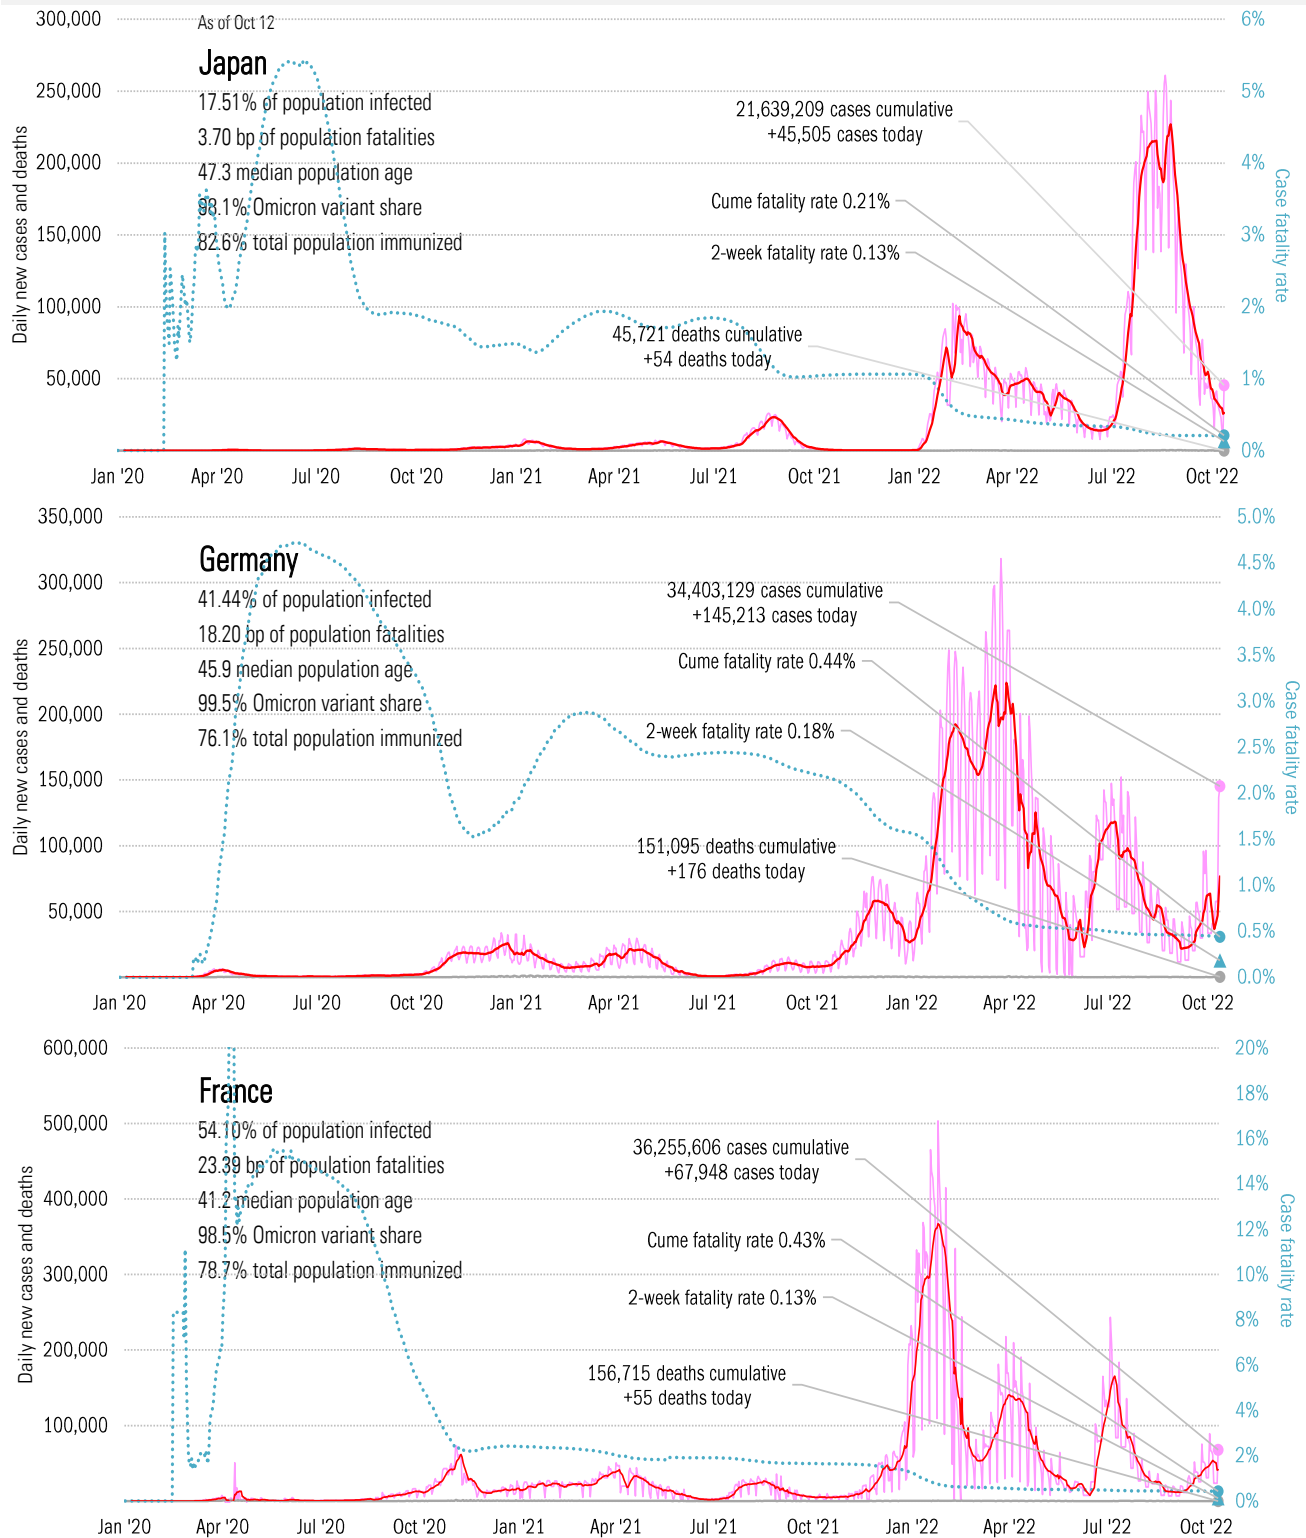 As of Oct 12
Japan
17.51% of population infected
3.70 bp of population fatalities
47.3 median population age
98.1% Omicron variant share
82.6% total population immunized
21,639,209 cases cumulative
+45,505 cases today
Cume fatality rate 0.21%
2-week fatality rate 0.13%
45,721 deaths cumulative
+54 deaths today
Daily new cases and deaths
300,000
250,000
200,000
150,000
100,000
50,000
6%
5%
4%
3%
2%
1%
0%
Case fatality rate
Jan '20 Apr '20 Jul '20 Oct '20 Jan '21 Apr '21 Jul '21 Oct '21 Jan '22 Apr '22 Jul '22 Oct '22
Germany
41.44% of population infected
18.20 bp of population fatalities
45.9 median population age
99.5% Omicron variant share
76.1% total population immunized
34,403,129 cases cumulative
+145,213 cases today
Cume fatality rate 0.44%
2-week fatality rate 0.18%
151,095 deaths cumulative
+176 deaths today
Daily new cases and deaths
350,000
300,000
250,000
200,000
150,000
100,000
50,000
5.0%
4.5%
4.0%
3.5%
3.0%
2.5%
2.0%
1.5%
1.0%
0.5%
0.0%
Case fatality rate
Jan '20 Apr '20 Jul '20 Oct '20 Jan '21 Apr '21 Jul '21 Oct '21 Jan '22 Apr '22 Jul '22 Oct '22
France
54.10% of population infected
23.39 bp of population fatalities
41.2 median population age
98.5% Omicron variant share
78.7% total population immunized
36,255,606 cases cumulative
+67,948 cases today
Cume fatality rate 0.43%
2-week fatality rate 0.13%
156,715 deaths cumulative
+55 deaths today
Daily new cases and deaths
600,000
500,000
400,000
300,000
200,000
100,000
20%
18%
16%
14%
12%
10%
8%
6%
4%
2%
0%
Case fatality rate
Jan '20 Apr '20 Jul '20 Oct '20 Jan '21 Apr '21 Jul '21 Oct '21 Jan '22 Apr '22 Jul '22 Oct '22